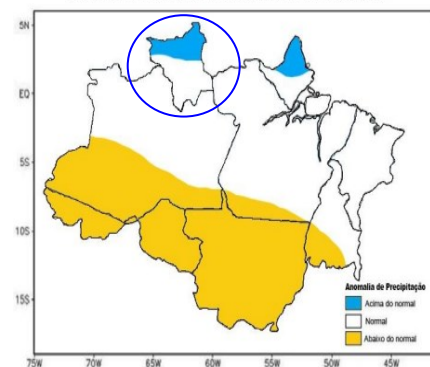 5N
EQ
5S
10S
15S
75W
70W
65W
60W
55W
50W
45W
Anomalia de Precipitação
Acima do normal
Normal
Abaixo do normal